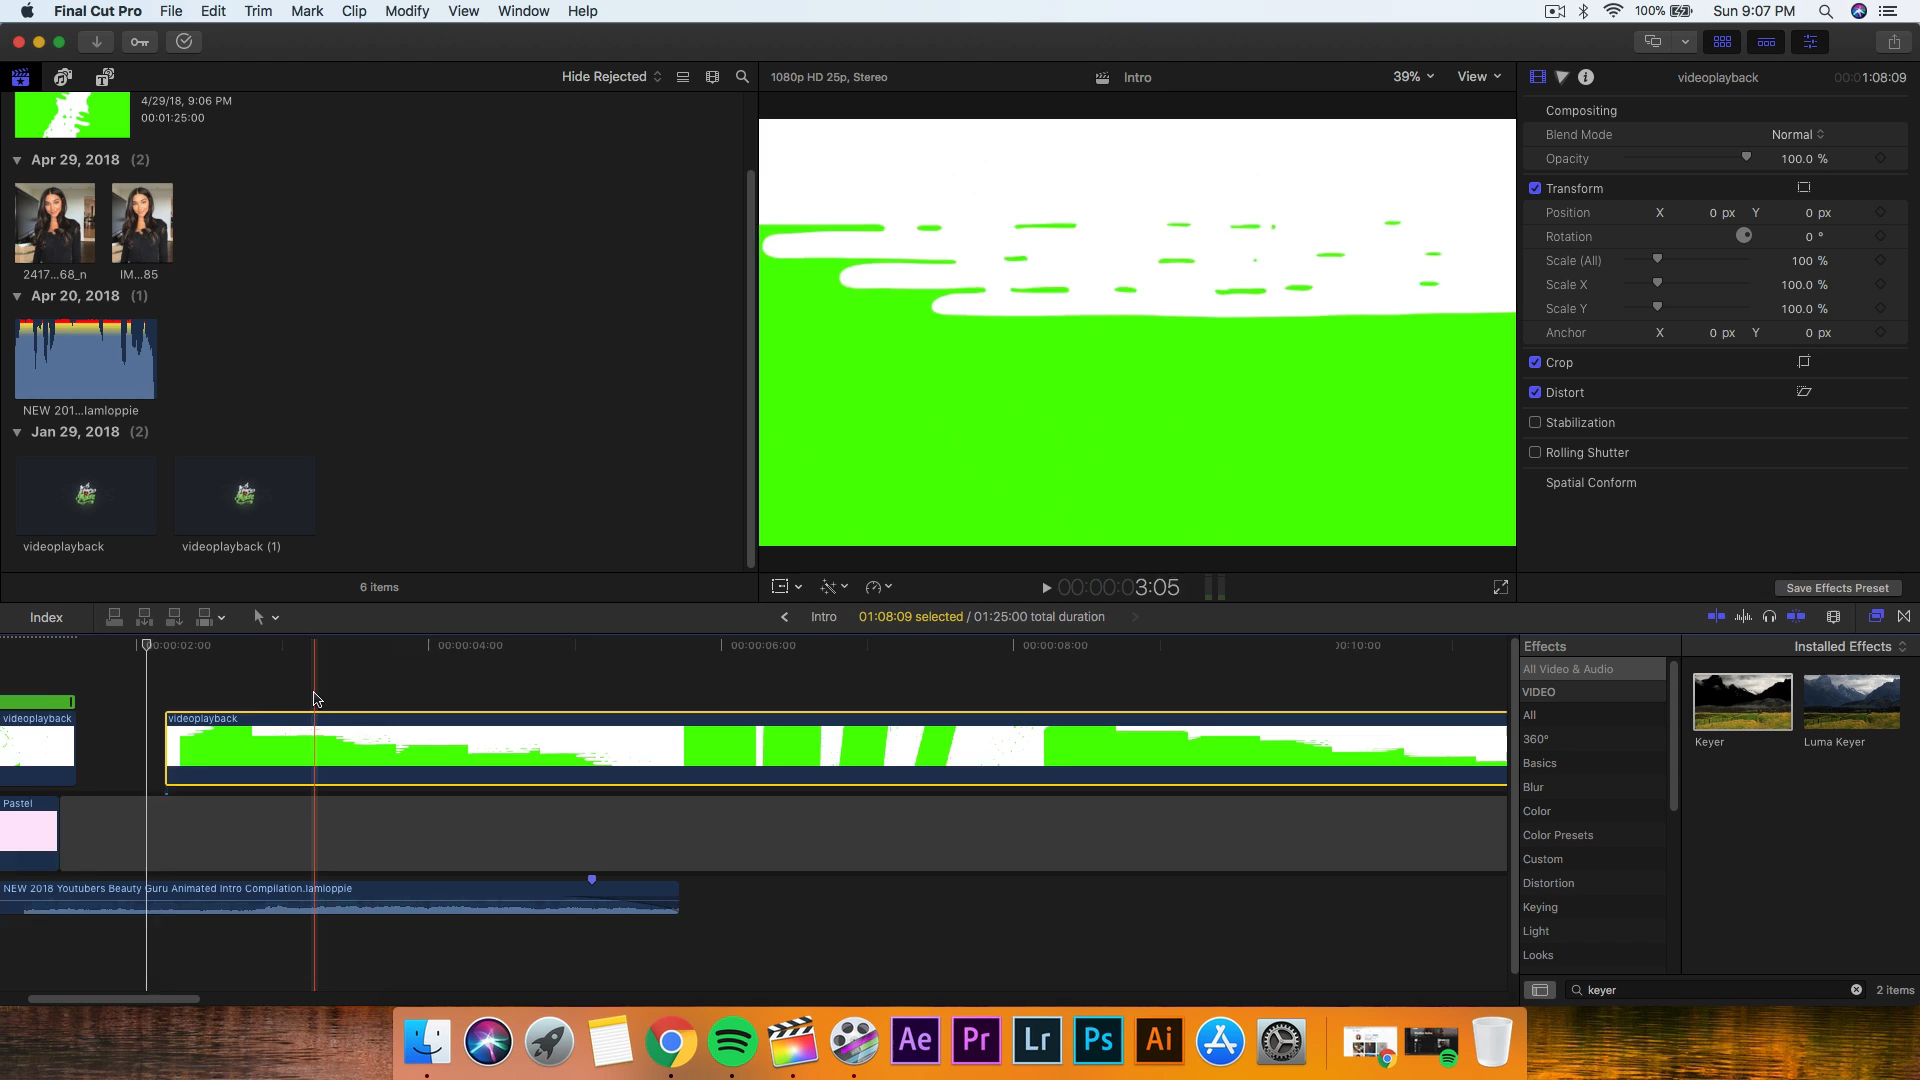 Final Cut Pro File Edit Trim Mark Clip Modify View Window Help 100% Sun 9:07 PM
Hide Rejected
1080p HD 25p, Stereo Intro 39% View
videoplayback 00:00:1:08:09
4/29/18, 9:06 PM
00:01:25:00
Apr 29, 2018 (2)
2417...68_n IM...85
Apr 20, 2018 (1)
NEW 201...lamloppie
Jan 29, 2018 (2)
videoplayback videoplayback (1)
6 items
00:00:00:03:05
Compositing
Blend Mode Normal
Opacity 100.0 %
Transform
Position X 0 px Y 0 px
Rotation 0 °
Scale (All) 100 %
Scale X 100.0 %
Scale Y 100.0 %
Anchor X 0 px Y 0 px
Crop
Distort
Stabilization
Rolling Shutter
Spatial Conform
Save Effects Preset
Index Intro 01:08:09 selected / 01:25:00 total duration
00:00:02:00 00:00:04:00 00:00:06:00 00:00:08:00 00:10:00
videoplayback videoplayback
Pastel
NEW 2018 Youtubers Beauty Guru Animated Intro Compilation.lamloppie
Effects Installed Effects
All Video & Audio
VIDEO
All
360°
Basics
Blur
Color
Color Presets
Custom
Distortion
Keying
Light
Looks
Keyer Luma Keyer
keyer 2 items
Ae Pr Lr Ps Ai